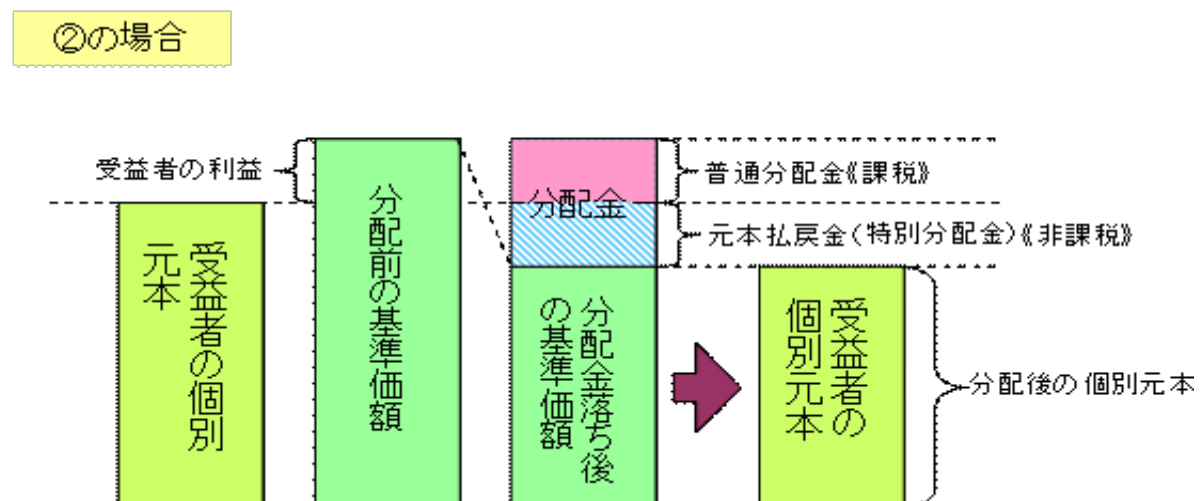 ②の場合
受益者の利益
受益者の個別
元本
分配前の基準価額
分配金
普通分配金《課税》
元本払戻金(特別分配金)《非課税》
分配金落ち後
の基準価額
受益者の
個別元本
分配後の個別元本